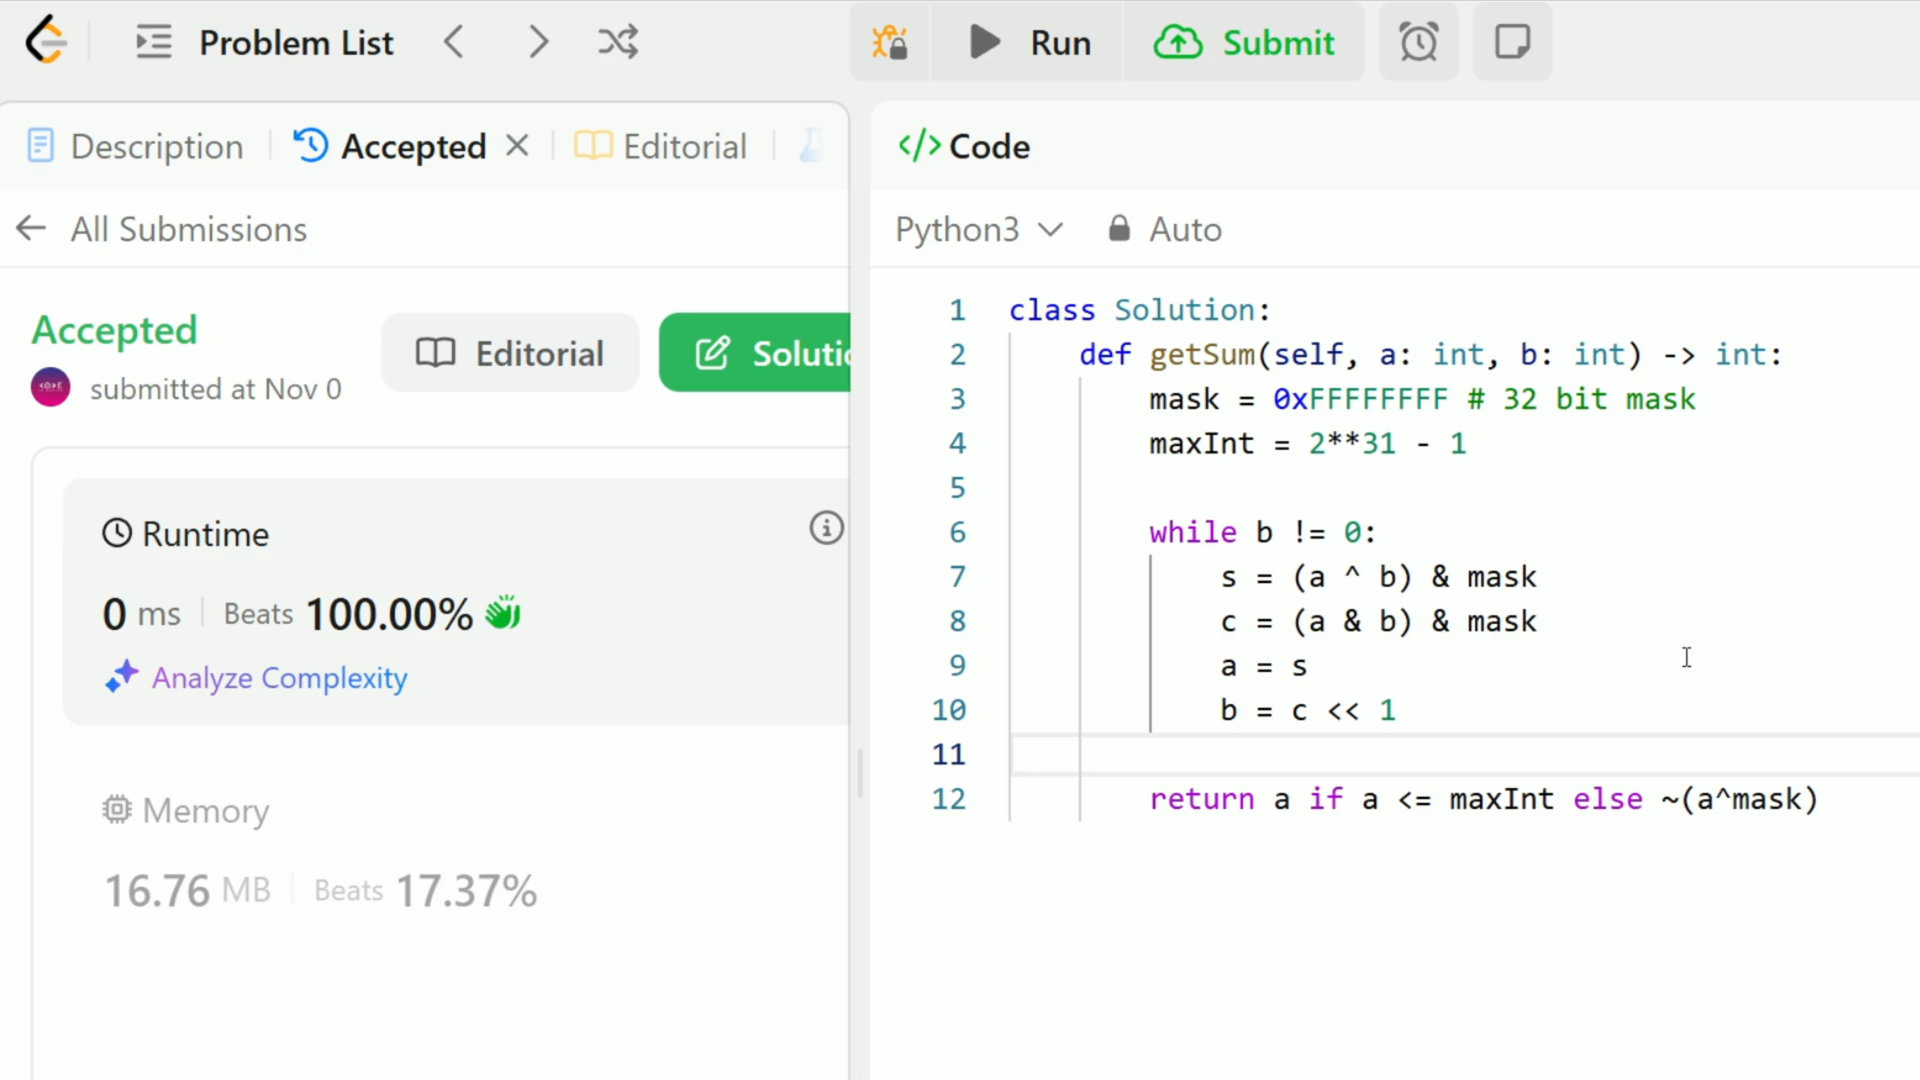 Problem List
Run
Submit
Description
Accepted
Editorial
All Submissions
Accepted
submitted at Nov 0
Editorial
Solutio
Runtime
0 ms
Beats 100.00%
Analyze Complexity
Memory
16.76 MB
Beats 17.37%
</> Code
Python3
Auto
1 class Solution:
2 def getSum(self, a: int, b: int) -> int:
3 mask = 0xFFFFFFFF # 32 bit mask
4 maxInt = 2**31 - 1
5
6 while b != 0:
7 s = (a ^ b) & mask
8 c = (a & b) & mask
9 a = s
10 b = c << 1
11
12 return a if a <= maxInt else ~(a^mask)